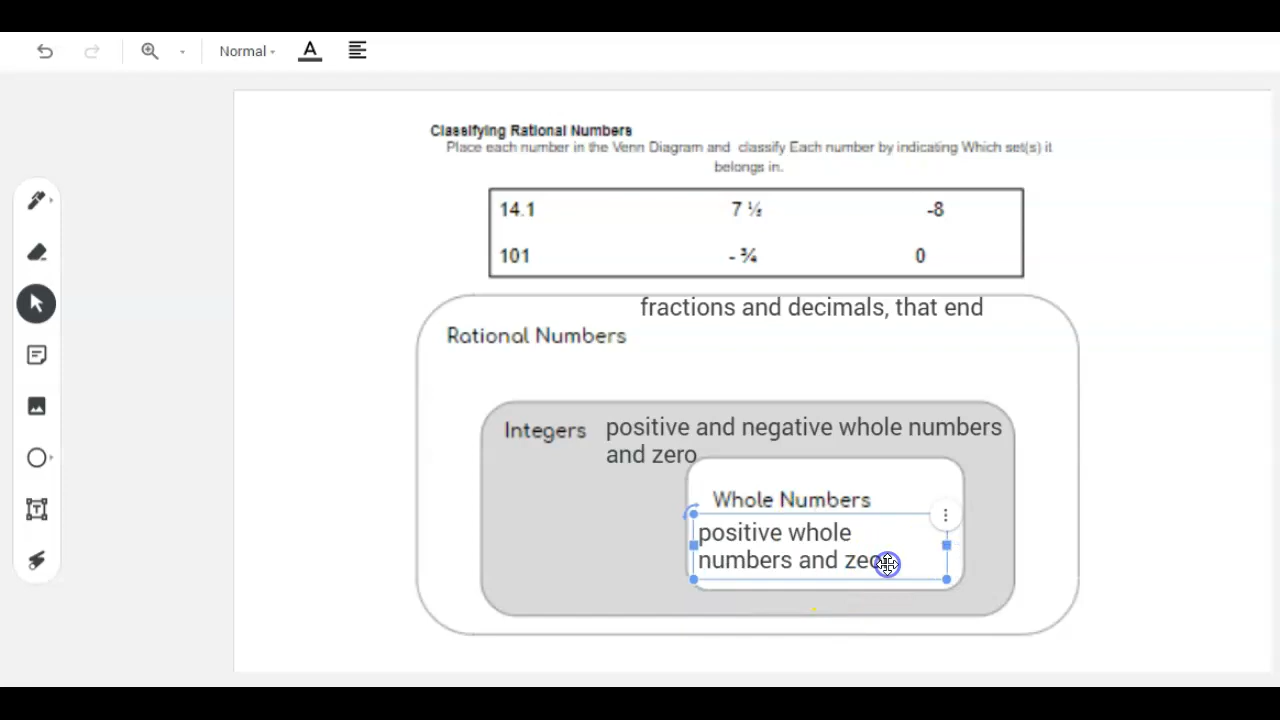 Normal
Classifying Rational Numbers
Place each number in the Venn Diagram and classify Each number by indicating Which set(s) it
belongs in.
14.1 7 ⅓ -8
101 - ¾ 0
fractions and decimals, that end
Rational Numbers
Integers positive and negative whole numbers
and zero
Whole Numbers
positive whole
numbers and